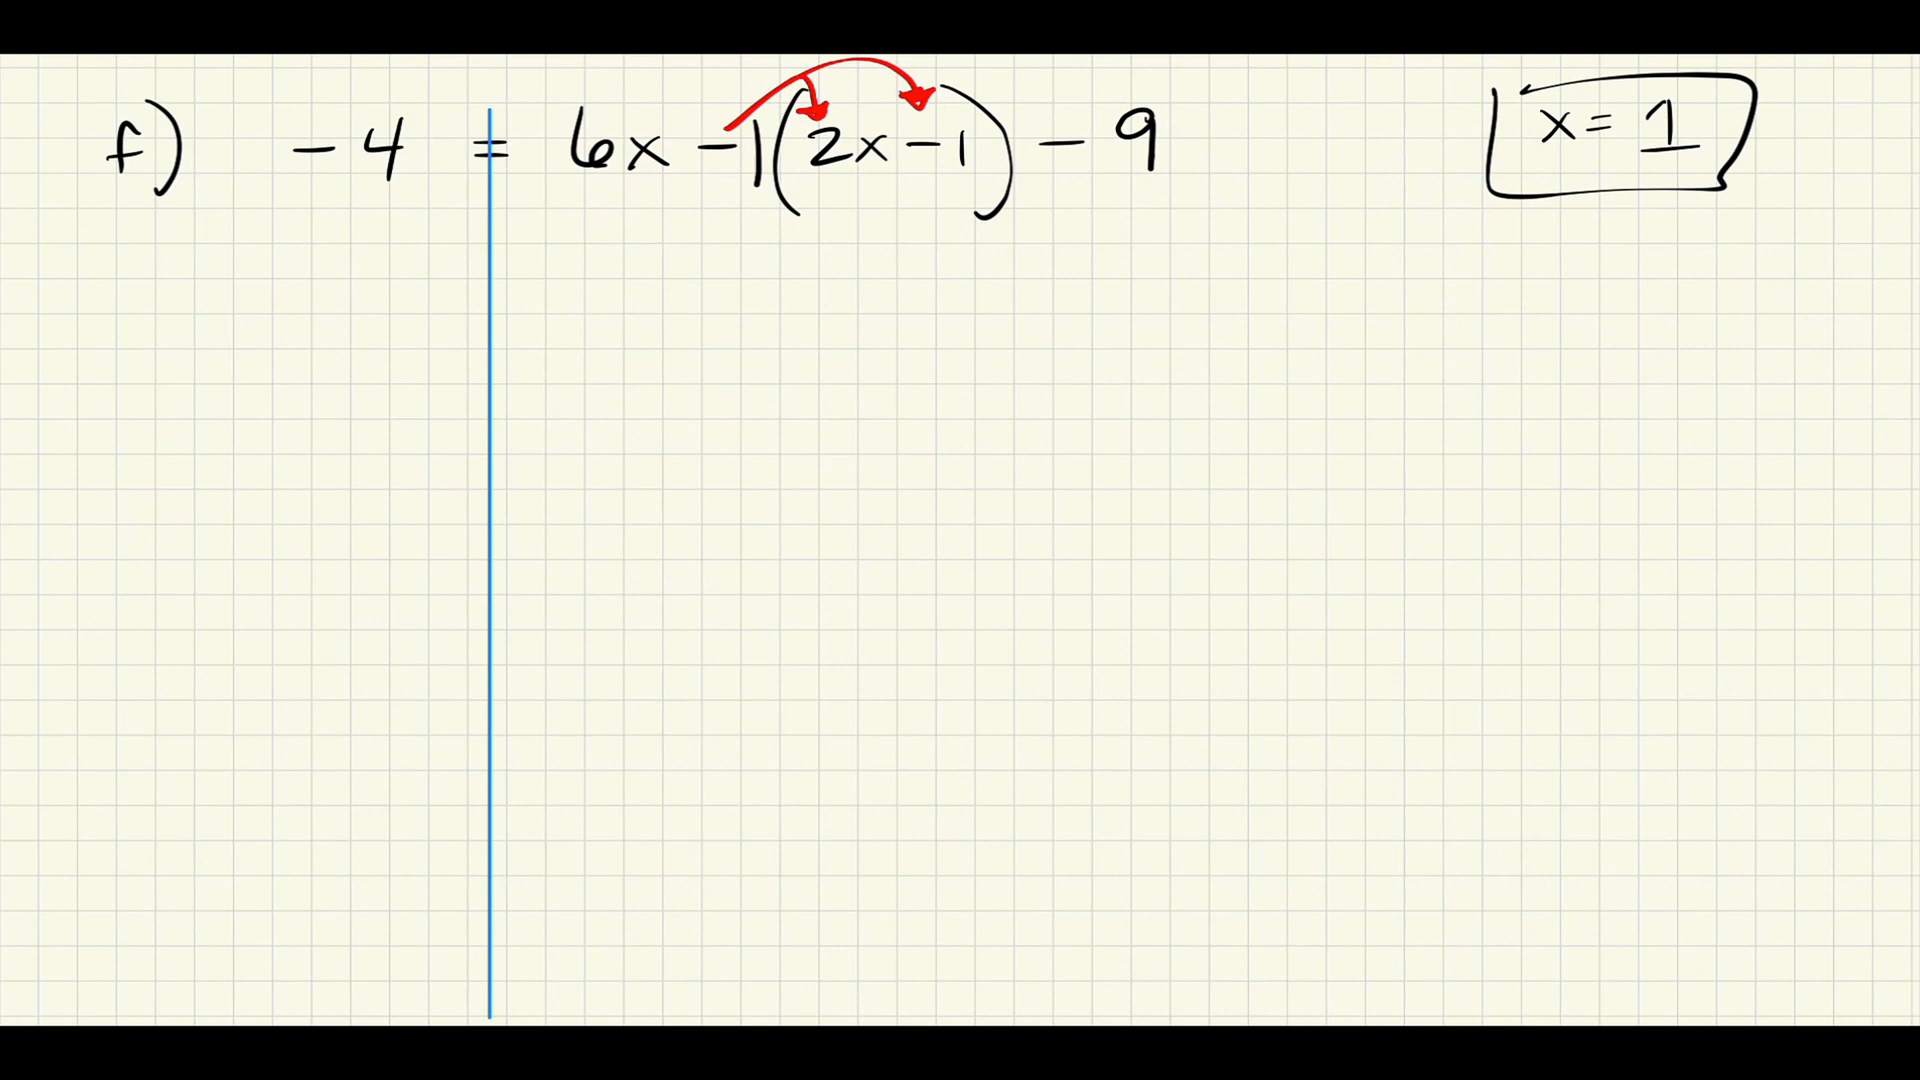 f) - 4 = 6x - 1(2x - 1) - 9
x = 1